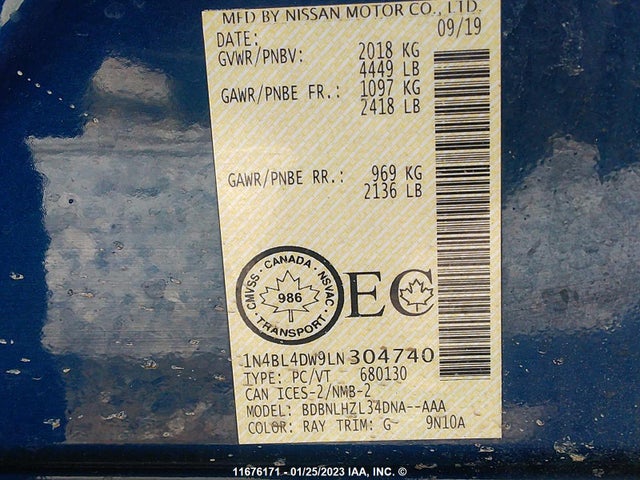 MFD BY NISSAN MOTOR CO., LTD.
DATE: 09/19
GVWR/PNBV: 2018 KG
4449 LB
GAWR/PNBE FR.: 1097 KG
2418 LB
GAWR/PNBE RR.: 969 KG
2136 LB
CMVSS · CANADA · NSVAC
986
· TRANSPORT ·
EC
1N4BL4DW9LN304740
TYPE: PC/VT 680130
CAN ICES-2/NMB-2
MODEL: BDBNLHZL34DNA--AAA
COLOR: RAY TRIM: G 9N10A
11676171 - 01/25/2023 IAA, INC. ©